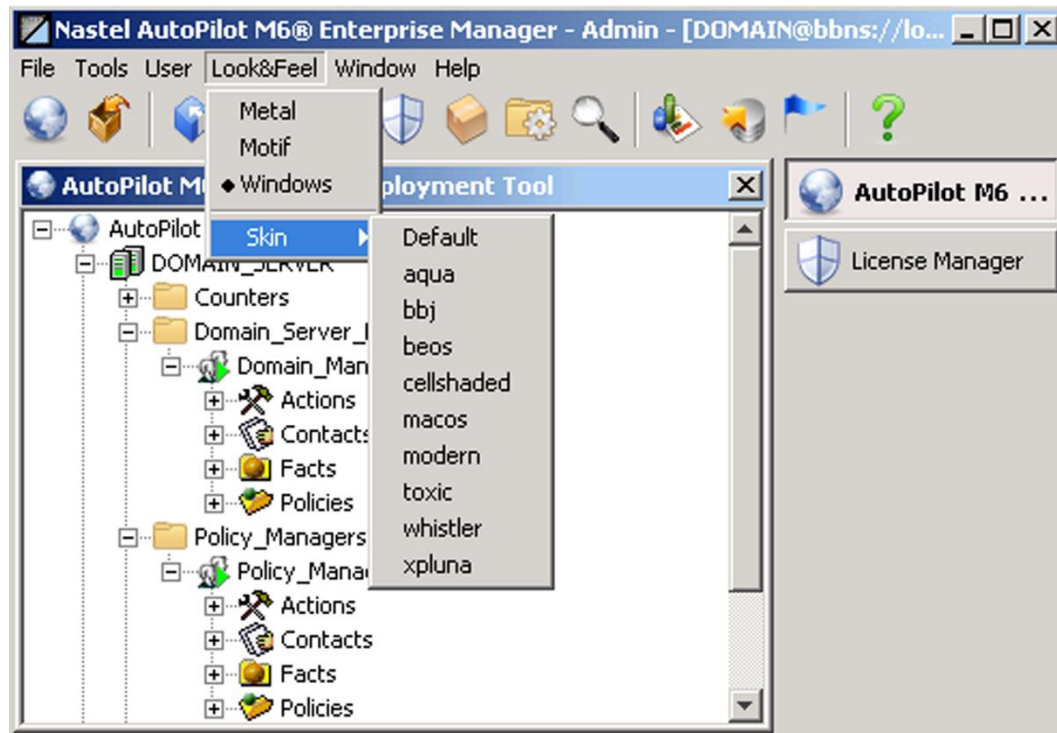 Nastel AutoPilot M6® Enterprise Manager - Admin - [DOMAIN@bbns://lo...
File Tools User Look&Feel Window Help
Metal
Motif
Windows
Skin
Default
aqua
bbj
beos
cellshaded
macos
modern
toxic
whistler
xpluna
AutoPilot ployment Tool
AutoPilot
DOMAIN_SERVER
Counters
Domain_Server_
Domain_Man
Actions
Contacts
Facts
Policies
Policy_Managers
Policy_Mana
Actions
Contacts
Facts
Policies
AutoPilot M6 ...
License Manager